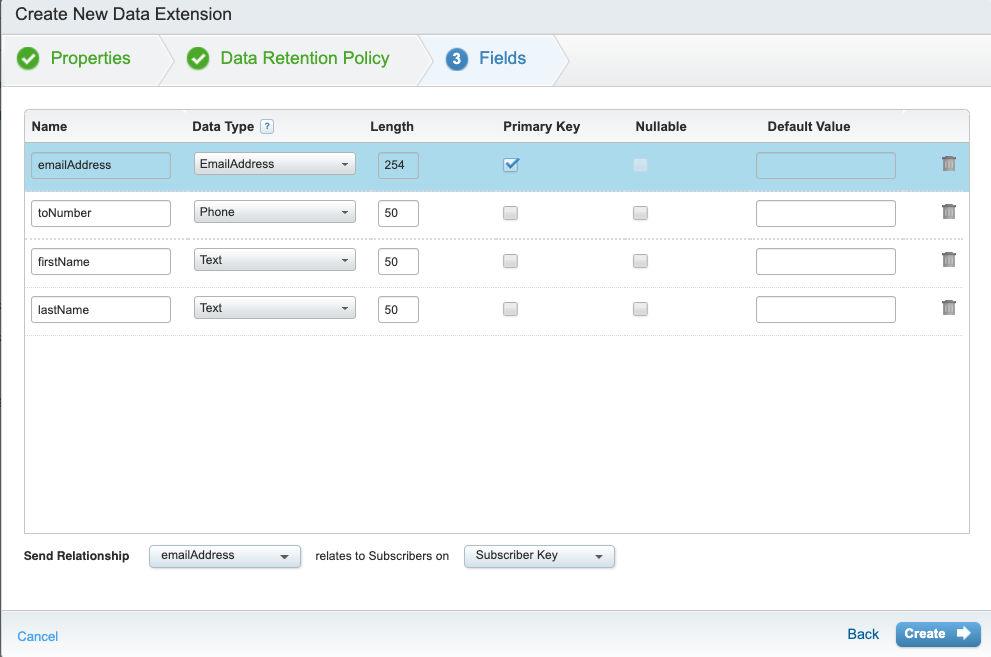 Create New Data Extension
Properties
Data Retention Policy
3 Fields
Name Data Type ? Length Primary Key Nullable Default Value
emailAddress EmailAddress 254
toNumber Phone 50
firstName Text 50
lastName Text 50
Send Relationship emailAddress relates to Subscribers on Subscriber Key
Cancel Back Create